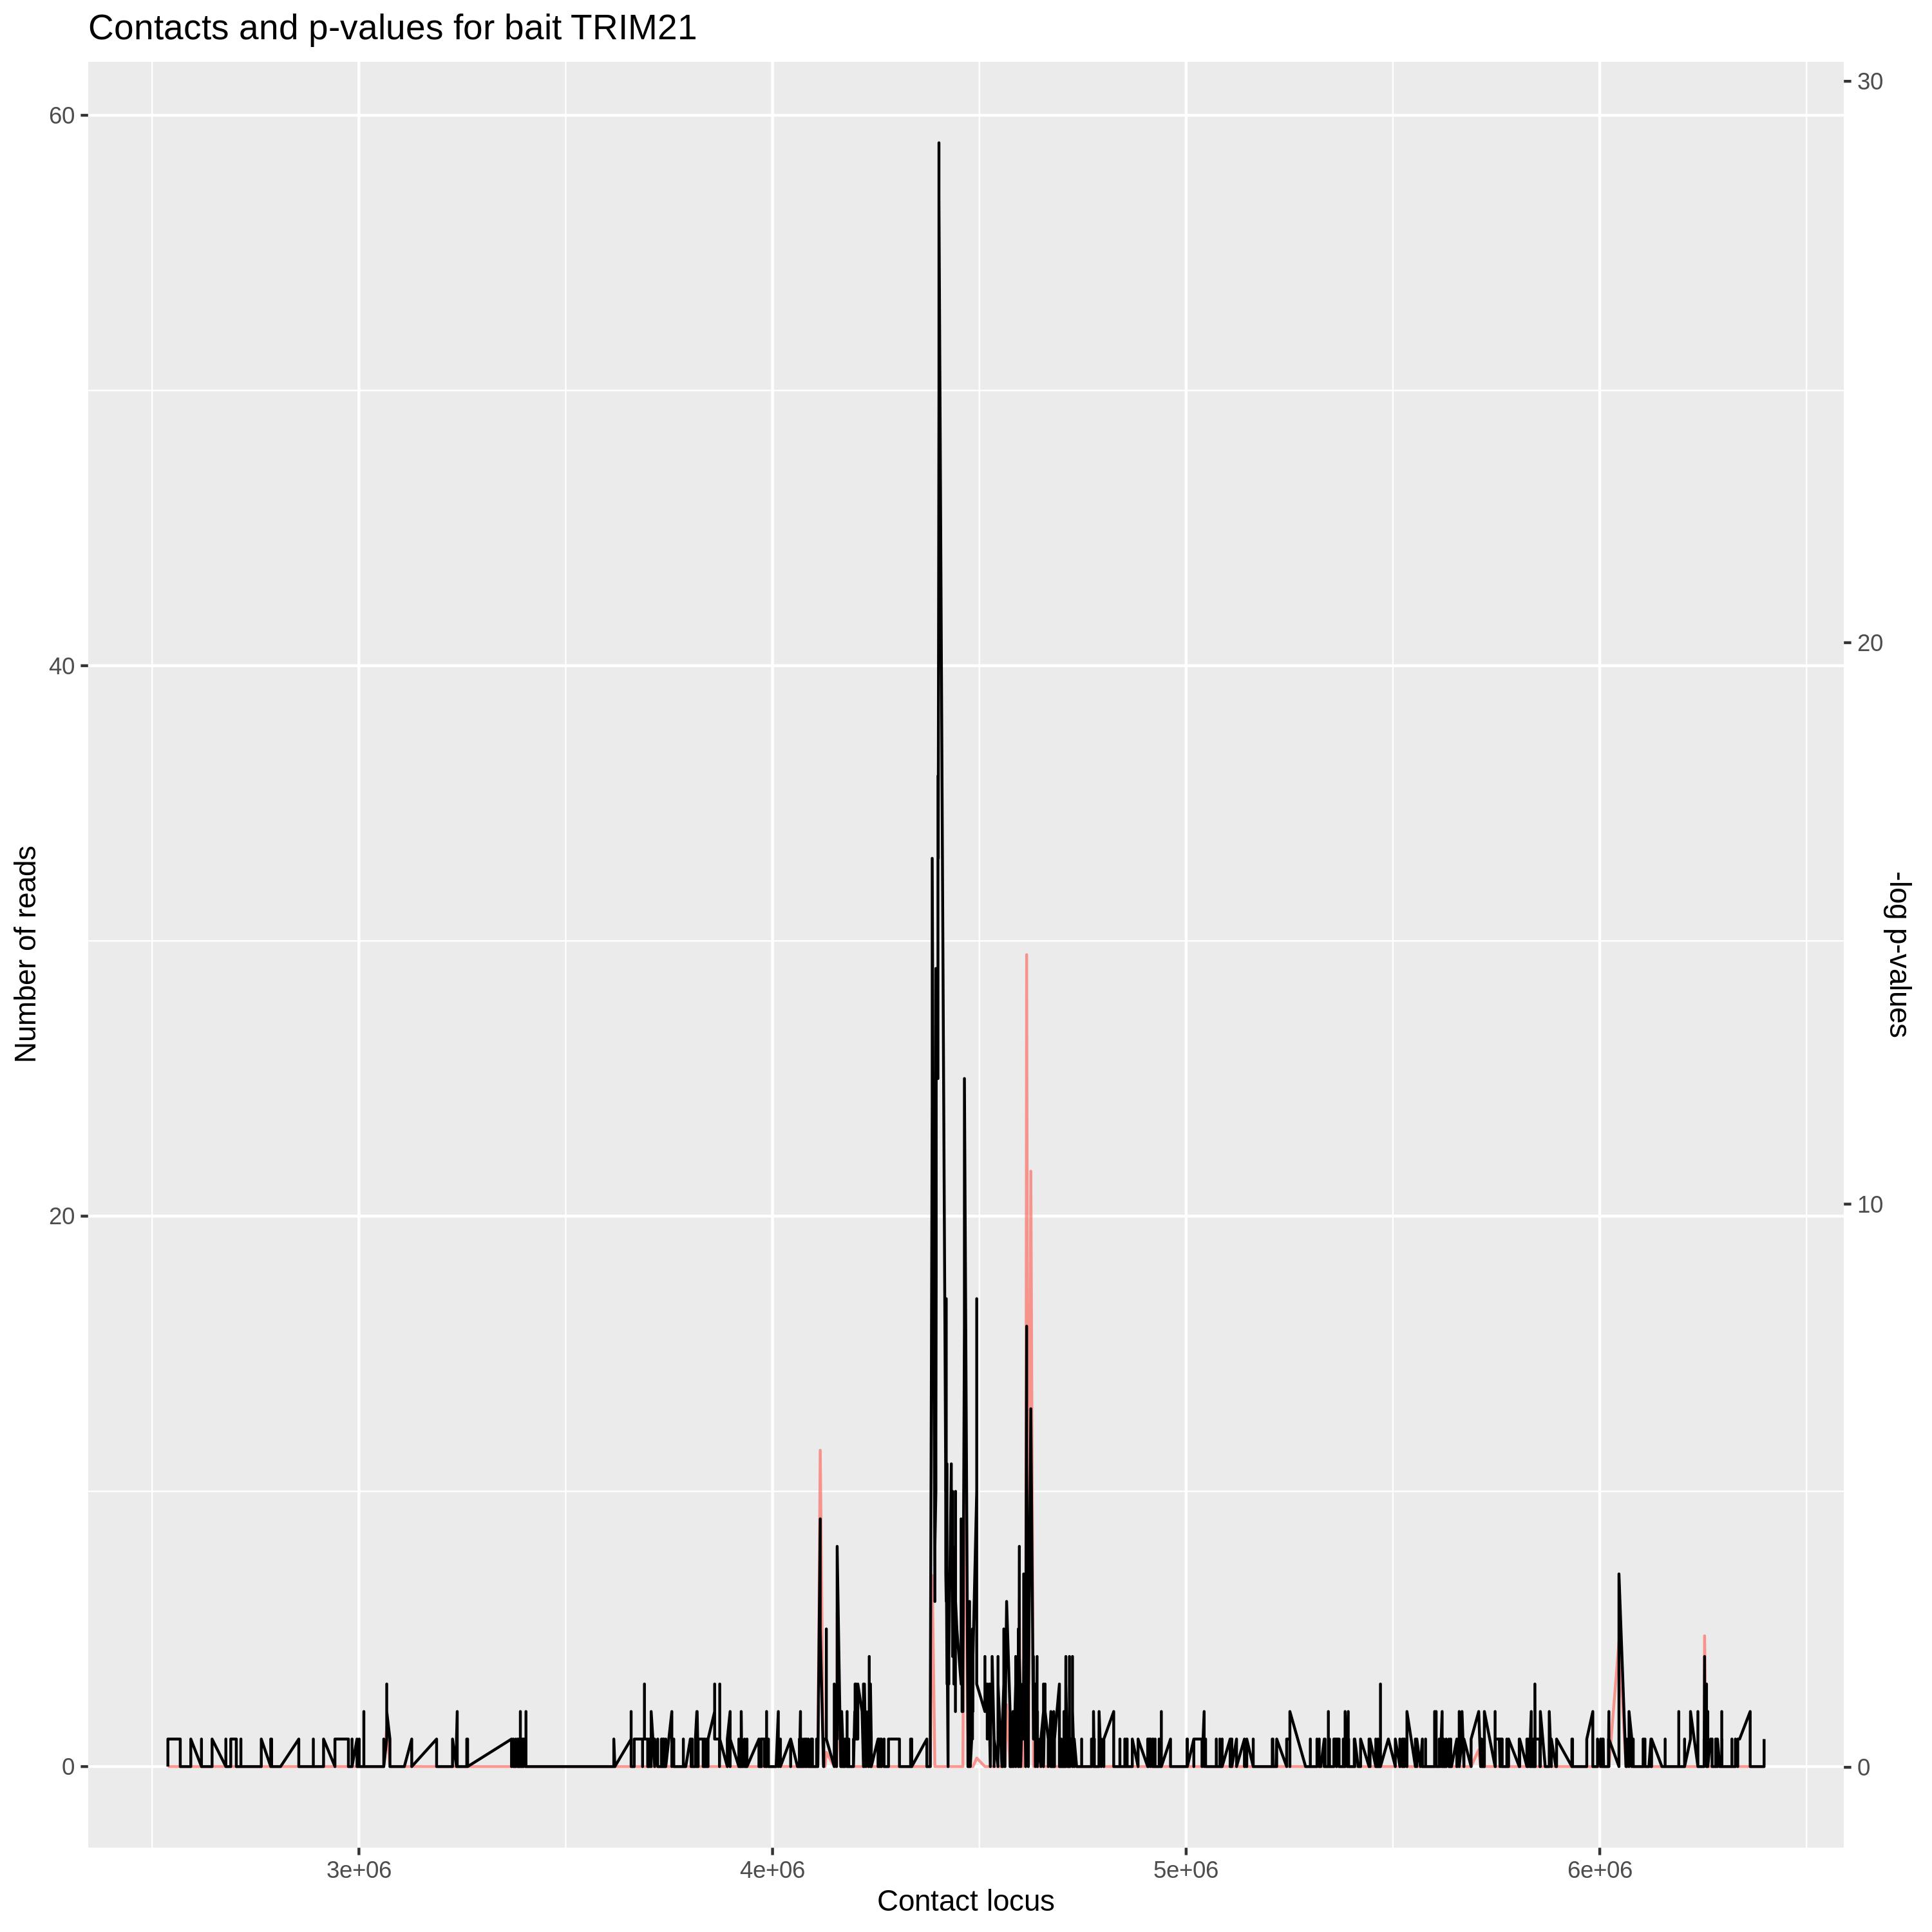 Contacts and p-values for bait TRIM21
60
40
20
0
30
20
10
0
Number of reads
-log p-values
3e+06
4e+06
5e+06
6e+06
Contact locus